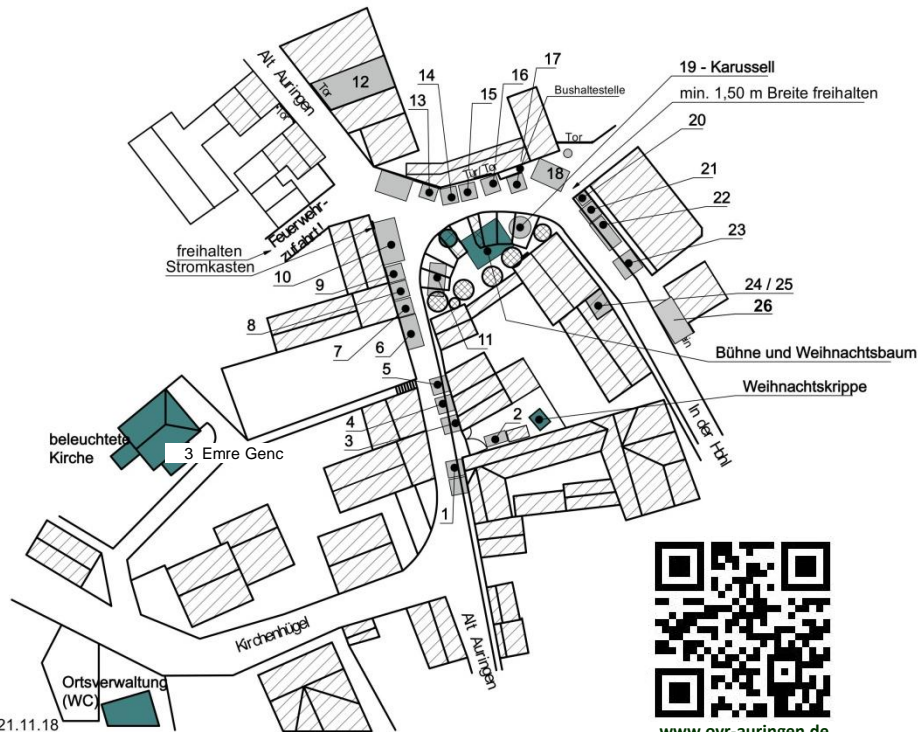 Alt Auringen
Tor
12
Tor
14
13
15
16
17
19 - Karussell
Bushaltestelle
min. 1,50 m Breite freihalten
Tor
20
Tür/ Tor
18
21
22
23
Feuerwehr-
zufahrt!
freihalten
Stromkasten
10
9
8
7
6
11
24 / 25
26
Bühne und Weihnachtsbaum
5
4
3
2
Weihnachtskrippe
In der Höhl
beleuchtete
Kirche
3 Emre Genc
1
Kirchenhügel
Alt Auringen
Ortsverwaltung
(WC)
21.11.18
www.ovr-auringen.de